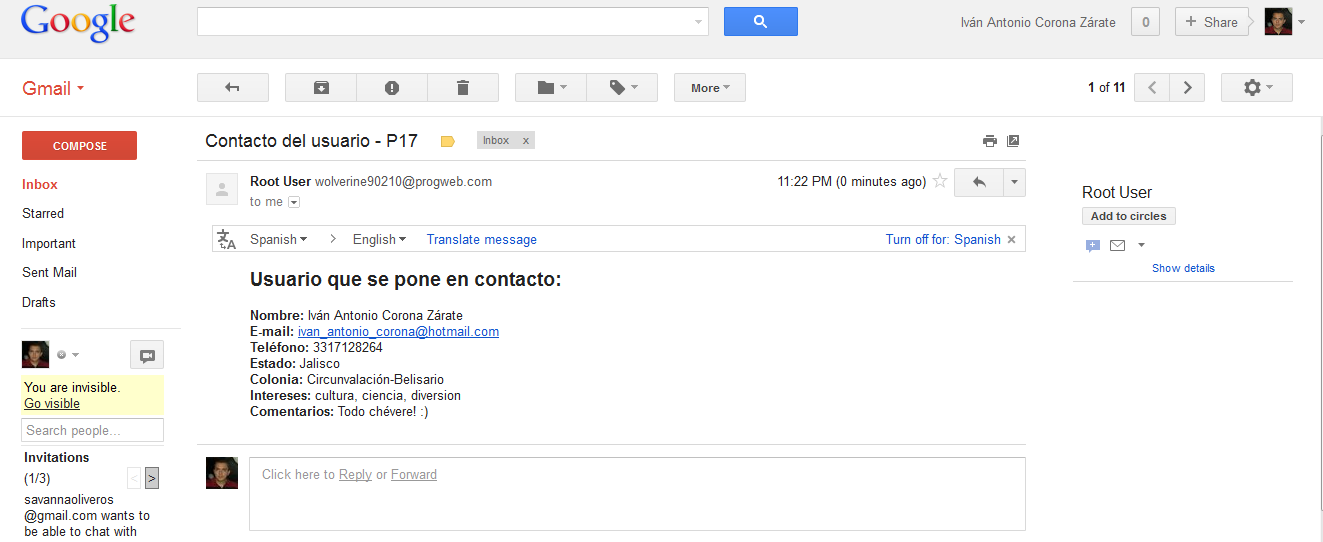 Google
Iván Antonio Corona Zárate
0
+ Share
Gmail
More
1 of 11
COMPOSE
Contacto del usuario - P17
Inbox x
Inbox
Starred
Important
Sent Mail
Drafts
Root User wolverine90210@progweb.com
11:22 PM (0 minutes ago)
to me
Spanish > English Translate message
Turn off for: Spanish x
Usuario que se pone en contacto:
Nombre: Iván Antonio Corona Zárate
E-mail: ivan_antonio_corona@hotmail.com
Teléfono: 3317128264
Estado: Jalisco
Colonia: Circunvalación-Belisario
Intereses: cultura, ciencia, diversion
Comentarios: Todo chévere! :)
Click here to Reply or Forward
Root User
Add to circles
Show details
You are invisible.
Go visible
Search people...
Invitations
(1/3) < >
savannaoliveros
@gmail.com wants to
be able to chat with